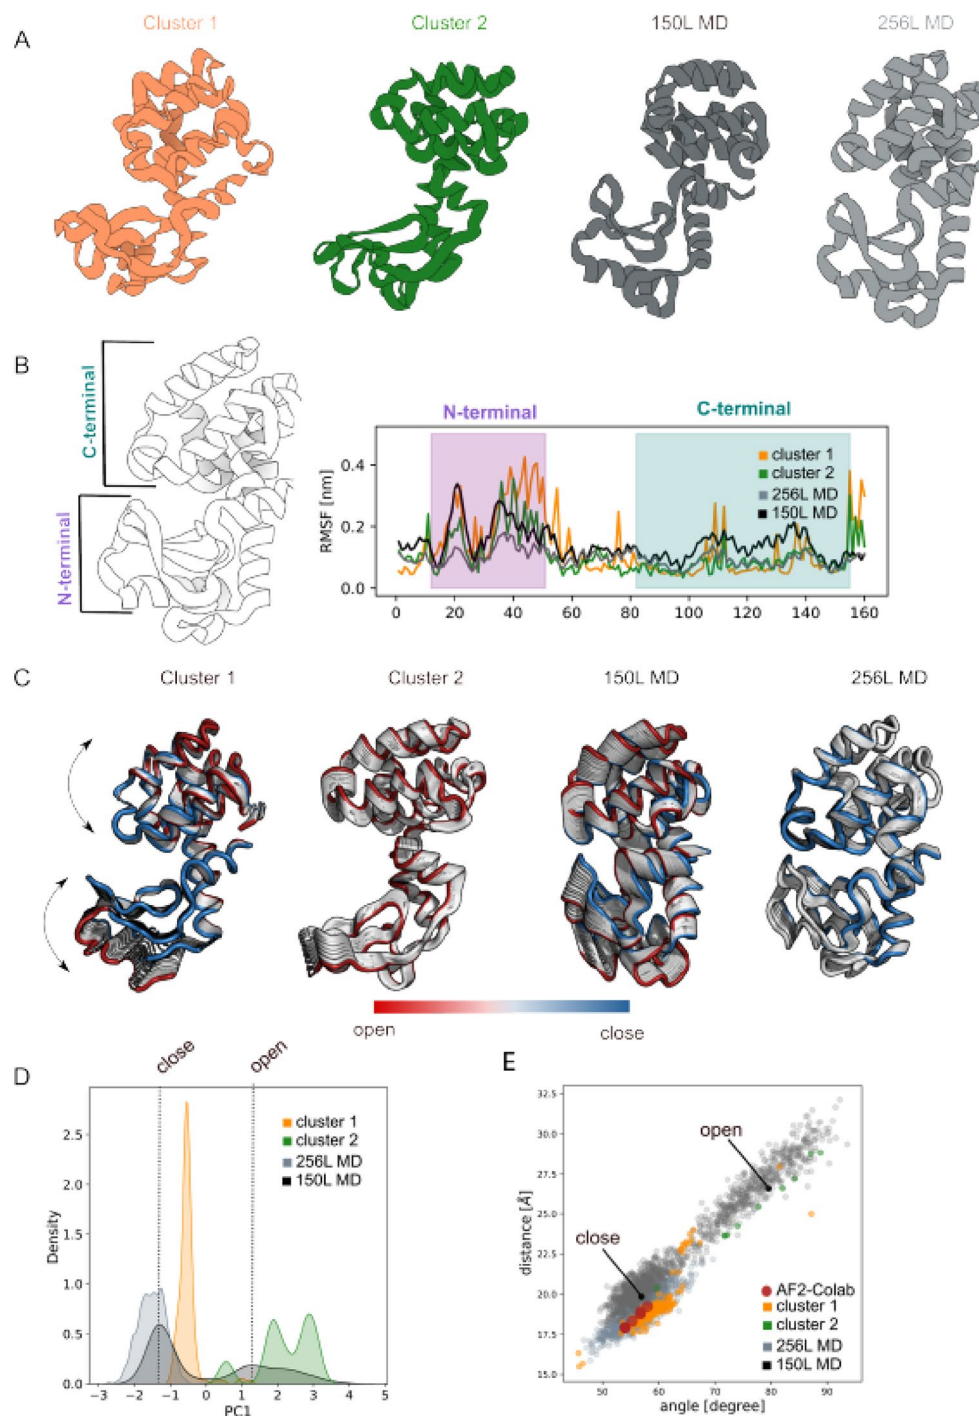 A
Cluster 1
Cluster 2
150L MD
256L MD
B
C-terminal
N-terminal
N-terminal
C-terminal
RMSF [nm]
0.4
0.2
0.0
cluster 1
cluster 2
256L MD
150L MD
0 20 40 60 80 100 120 140 160
C
Cluster 1
Cluster 2
150L MD
256L MD
open
close
D
close
open
Density
2.5
2.0
1.5
1.0
0.5
0.0
cluster 1
cluster 2
256L MD
150L MD
−3 −2 −1 0 1 2 3 4 5
PC1
E
distance [Å]
32.5
30.0
27.5
25.0
22.5
20.0
17.5
15.0
open
close
AF2-Colab
cluster 1
cluster 2
256L MD
150L MD
50 60 70 80 90
angle [degree]